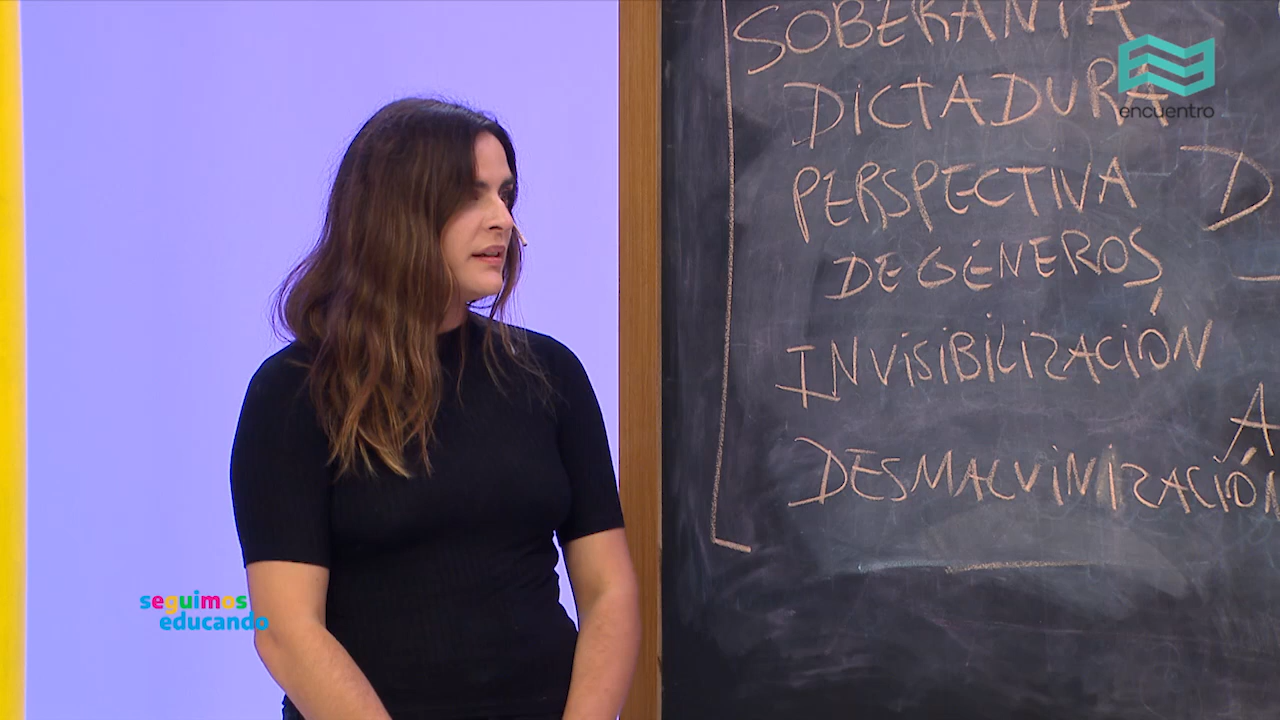 SOBERANÍA
DICTADURA
PERSPECTIVA
DE GÉNEROS
INVISIBILIZACIÓN
DESMALVINIZACIÓN
D
A
encuentro
seguimos
educando